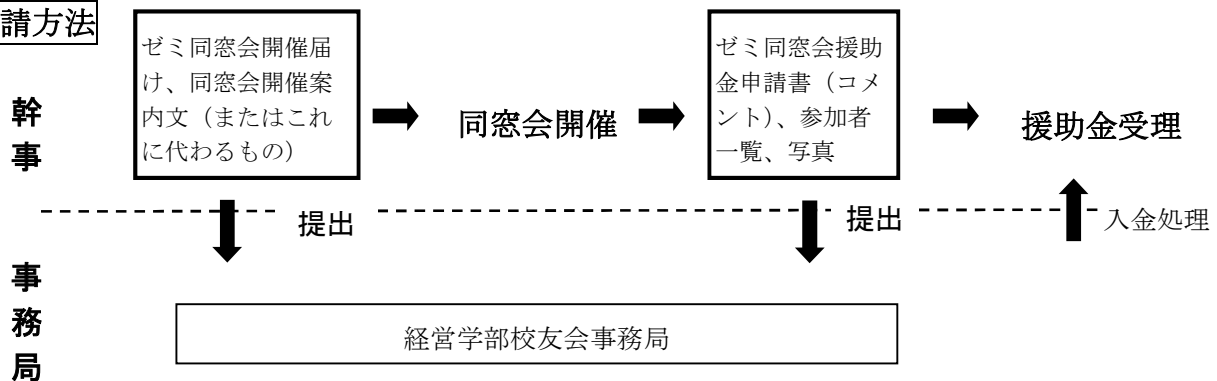 請方法
ゼミ同窓会開催届
け、同窓会開催案
内文（またはこれ
に代わるもの）
同窓会開催
ゼミ同窓会援助
金申請書（コメ
ント）、参加者
一覧、写真
援助金受理
幹
事
提出
提出
入金処理
事
務
局
経営学部校友会事務局